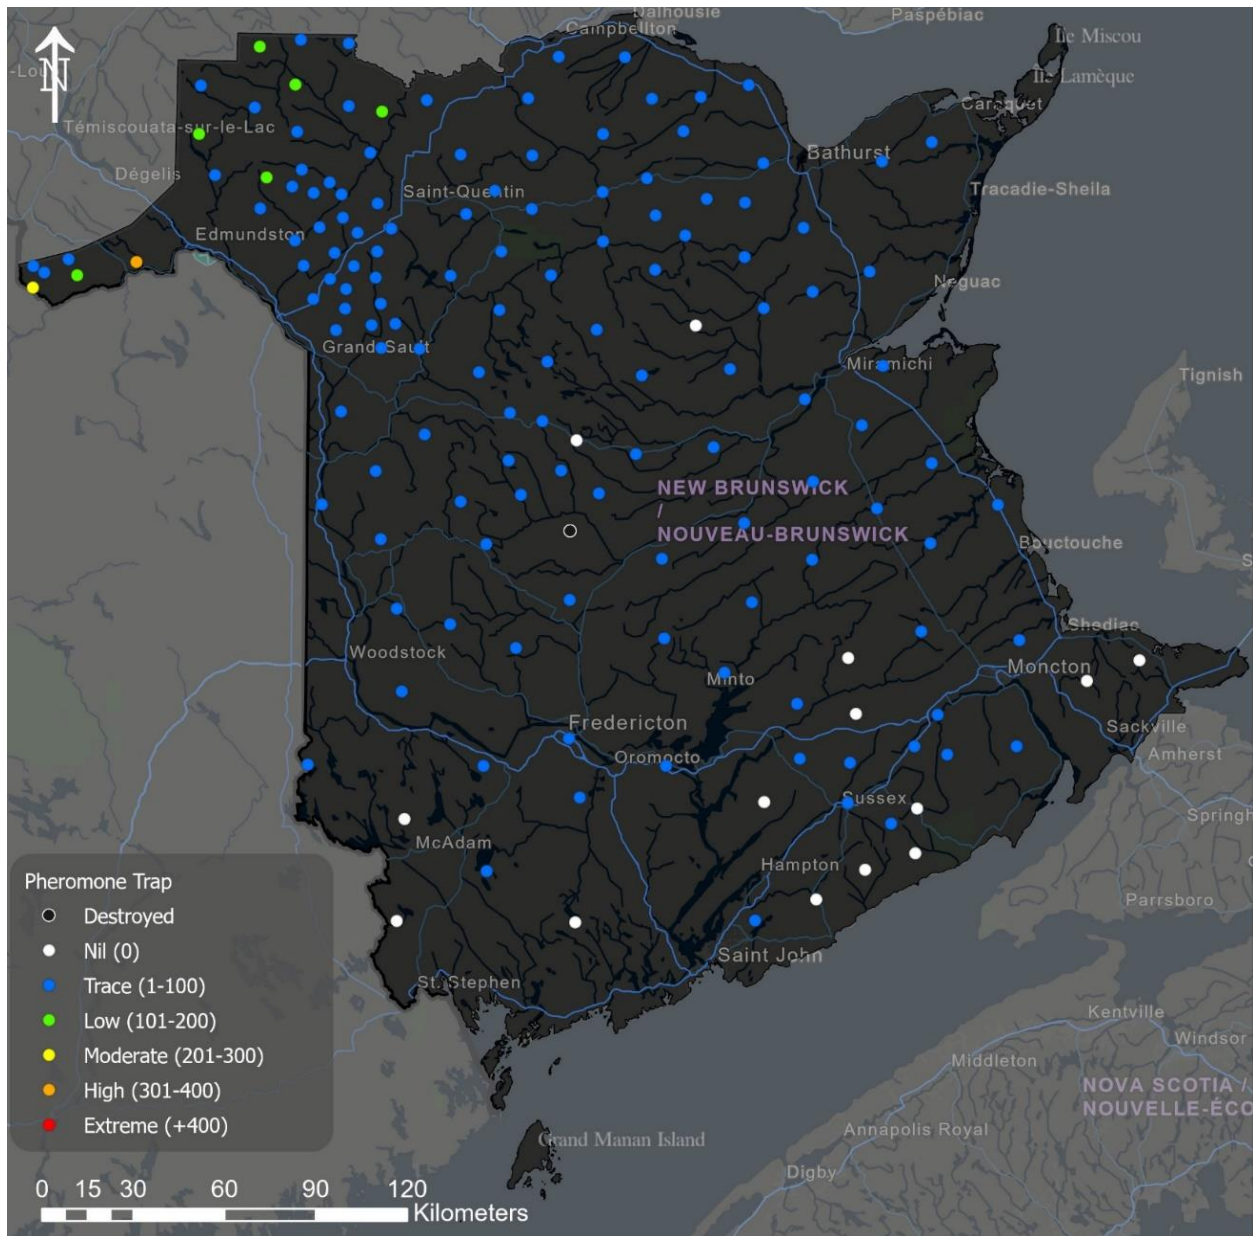 Dalhousie
Paspébiac
Campbellton
Île Miscou
N
-Lou
Île Lamèque
Caraquet
Témiscouata-sur-le-Lac
Bathurst
Dégelis
Saint-Quentin
Tracadie-Sheila
Edmundston
Neguac
Grand-Sault
Miramichi
Tignish
NEW BRUNSWICK
/
NOUVEAU-BRUNSWICK
Bouctouche
S
Shediac
Woodstock
Moncton
Minto
Fredericton
Sackville
Oromocto
Amherst
Sussex
Springh
McAdam
Hampton
Parrsboro
Saint John
St. Stephen
Pheromone Trap
Destroyed
Nil (0)
Trace (1-100)
Low (101-200)
Moderate (201-300)
High (301-400)
Extreme (+400)
Kentville
Windsor
Middleton
NOVA SCOTIA /
NOUVELLE-ÉCO
Annapolis Royal
Grand Manan Island
Digby
0 15 30 60 90 120
Kilometers